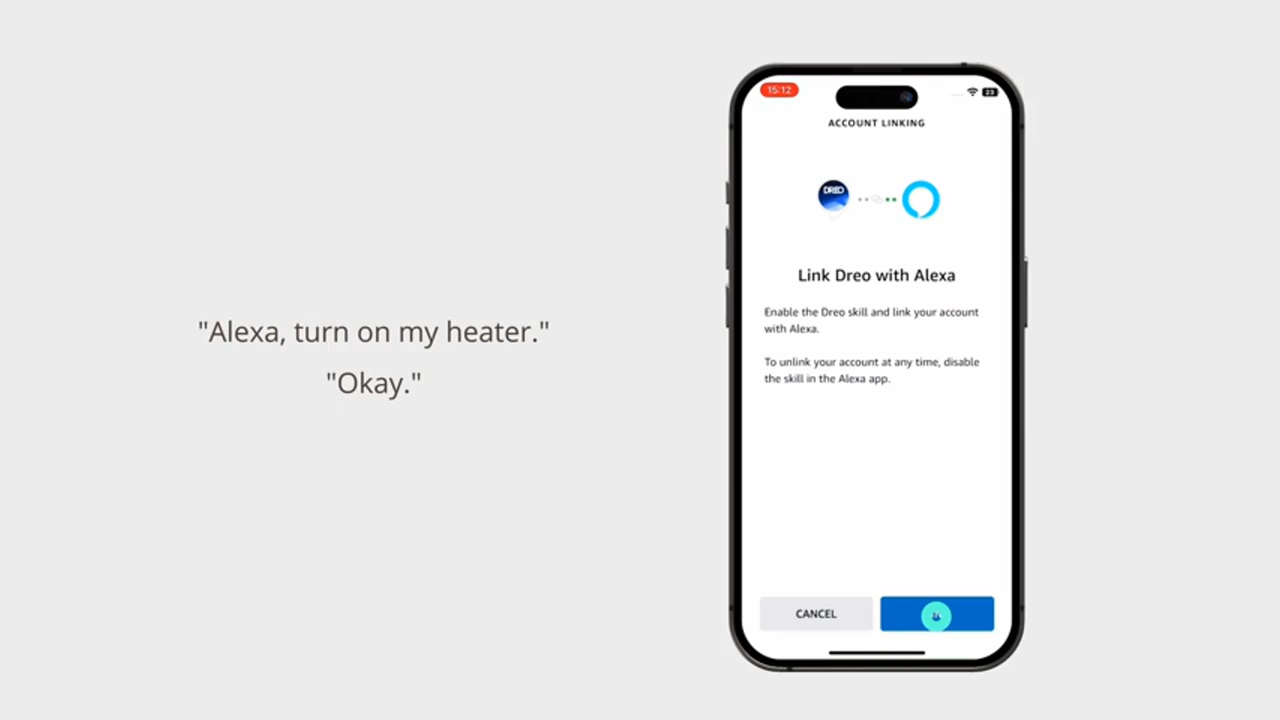 "Alexa, turn on my heater."
"Okay."
15:12
23
ACCOUNT LINKING
DREO
Link Dreo with Alexa
Enable the Dreo skill and link your account
with Alexa.
To unlink your account at any time, disable
the skill in the Alexa app.
CANCEL